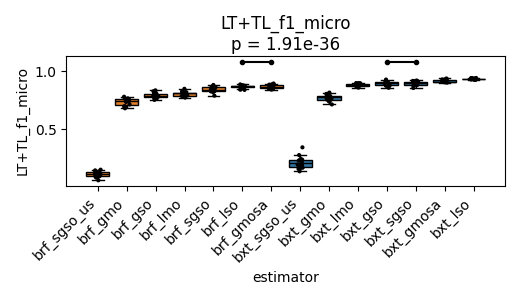 LT+TL_f1_micro
p = 1.91e-36
LT+TL_f1_micro
1.0
0.5
brf_sgso_us
brf_gmo
brf_gso
brf_lmo
brf_sgso
brf_lso
brf_gmosa
bxt_sgso_us
bxt_gmo
bxt_lmo
bxt_gso
bxt_sgso
bxt_gmosa
bxt_lso
estimator